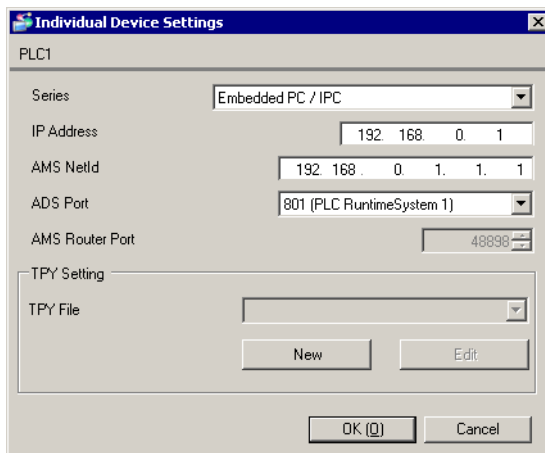 Individual Device Settings
PLC1
Series Embedded PC / IPC
IP Address 192. 168. 0. 1
AMS NetId 192. 168 . 0. 1. 1. 1
ADS Port 801 (PLC RuntimeSystem 1)
AMS Router Port 48898
TPY Setting
TPY File
New Edit
OK (O) Cancel